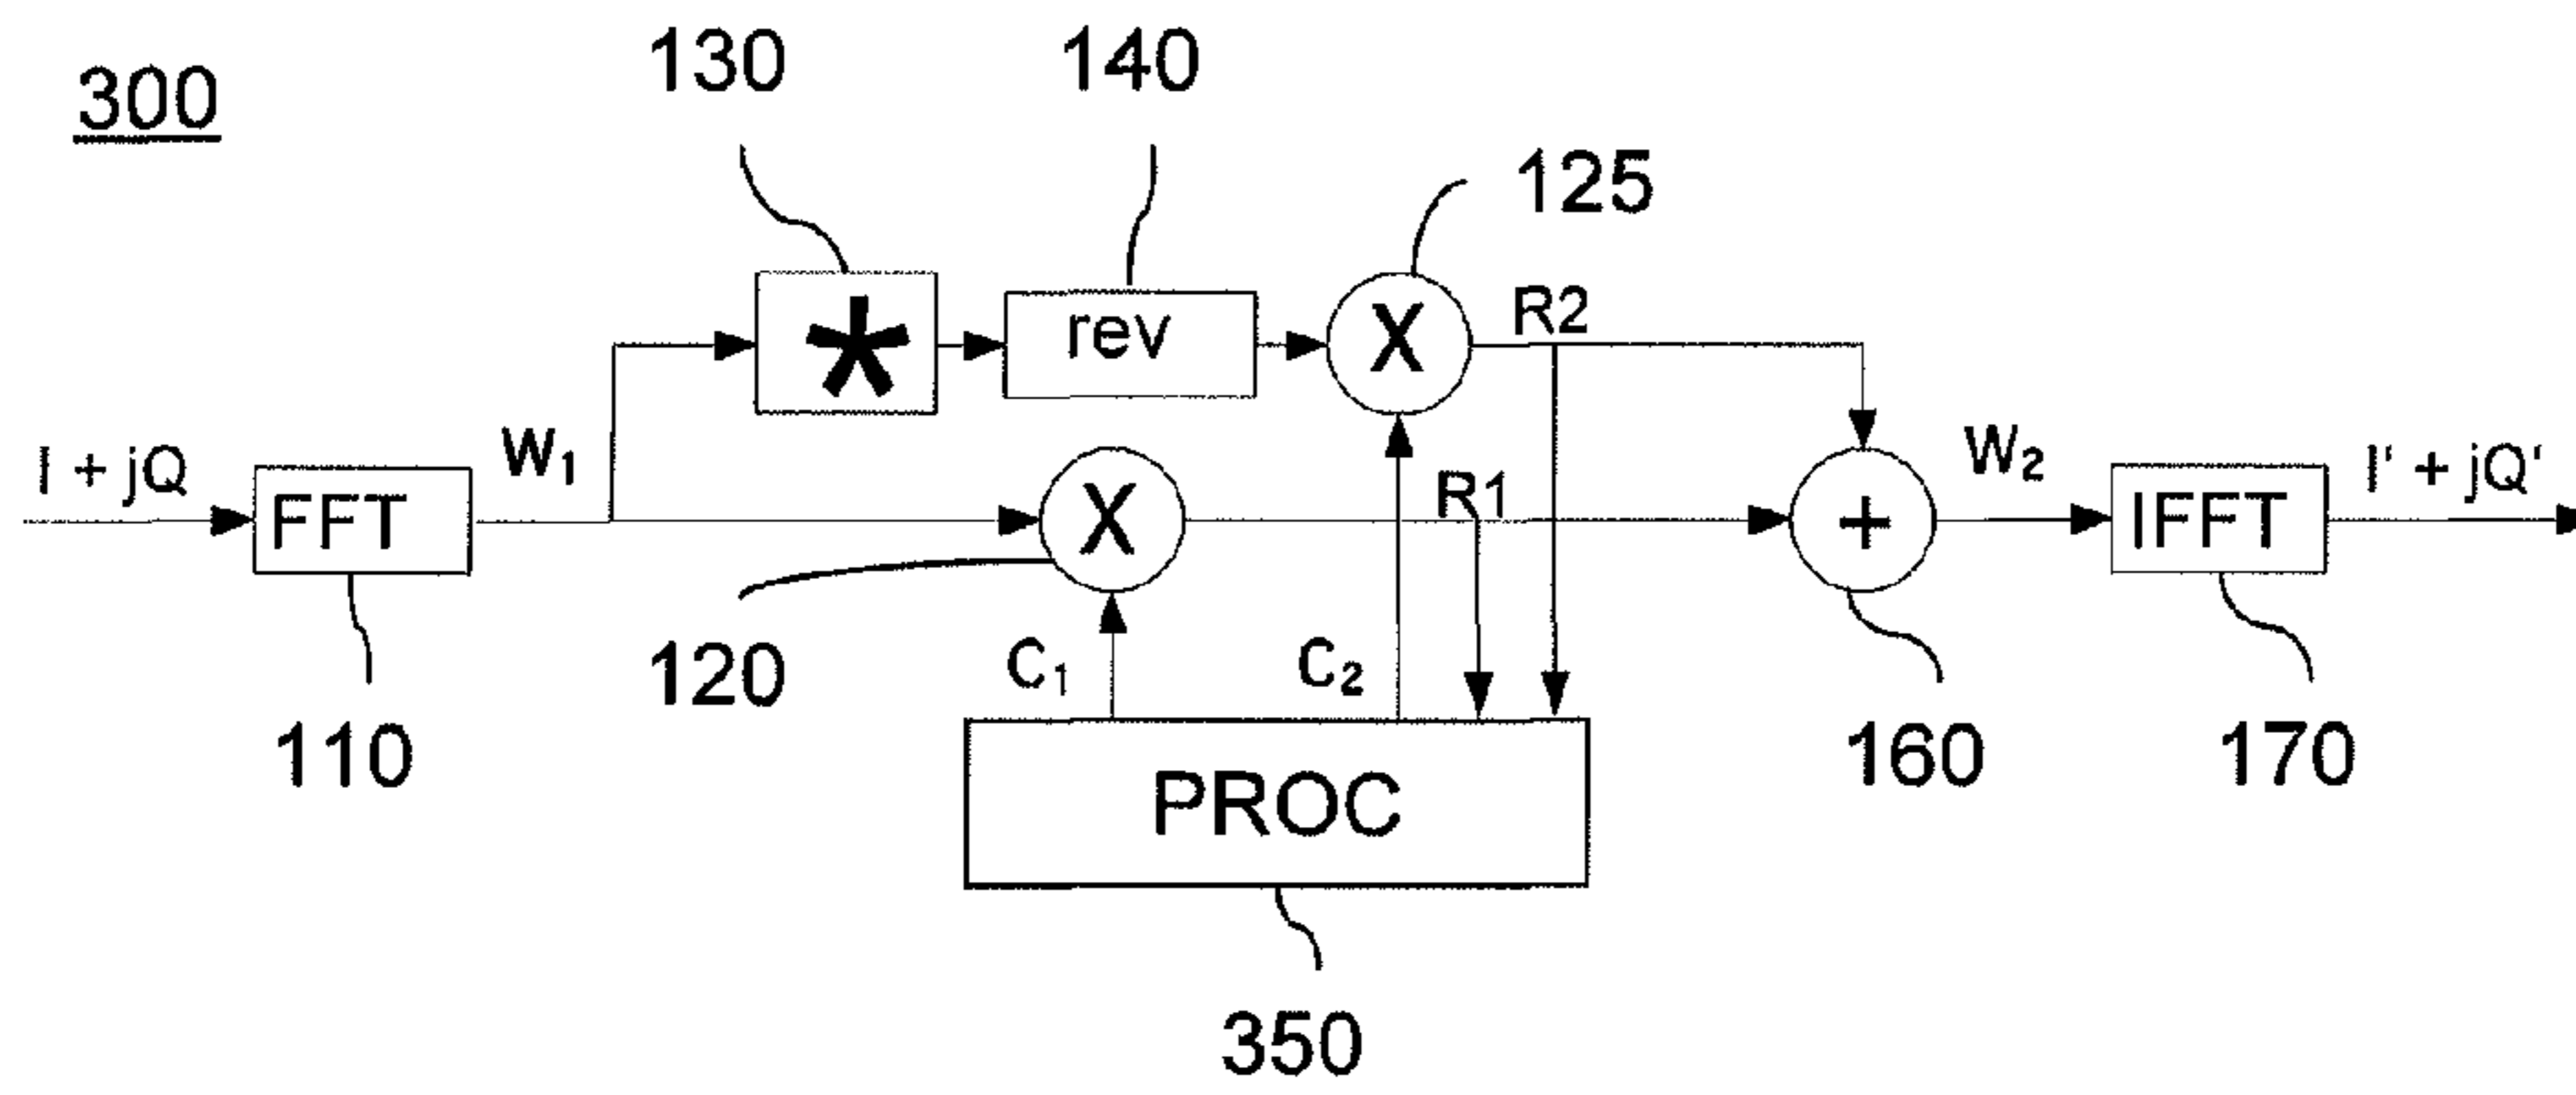 300
130
140
125
*
rev
X
R2
I + jQ
FFT
W₁
X
R1
+
W₂
IFFT
I' + jQ'
120
C₁
C₂
110
PROC
160
170
350